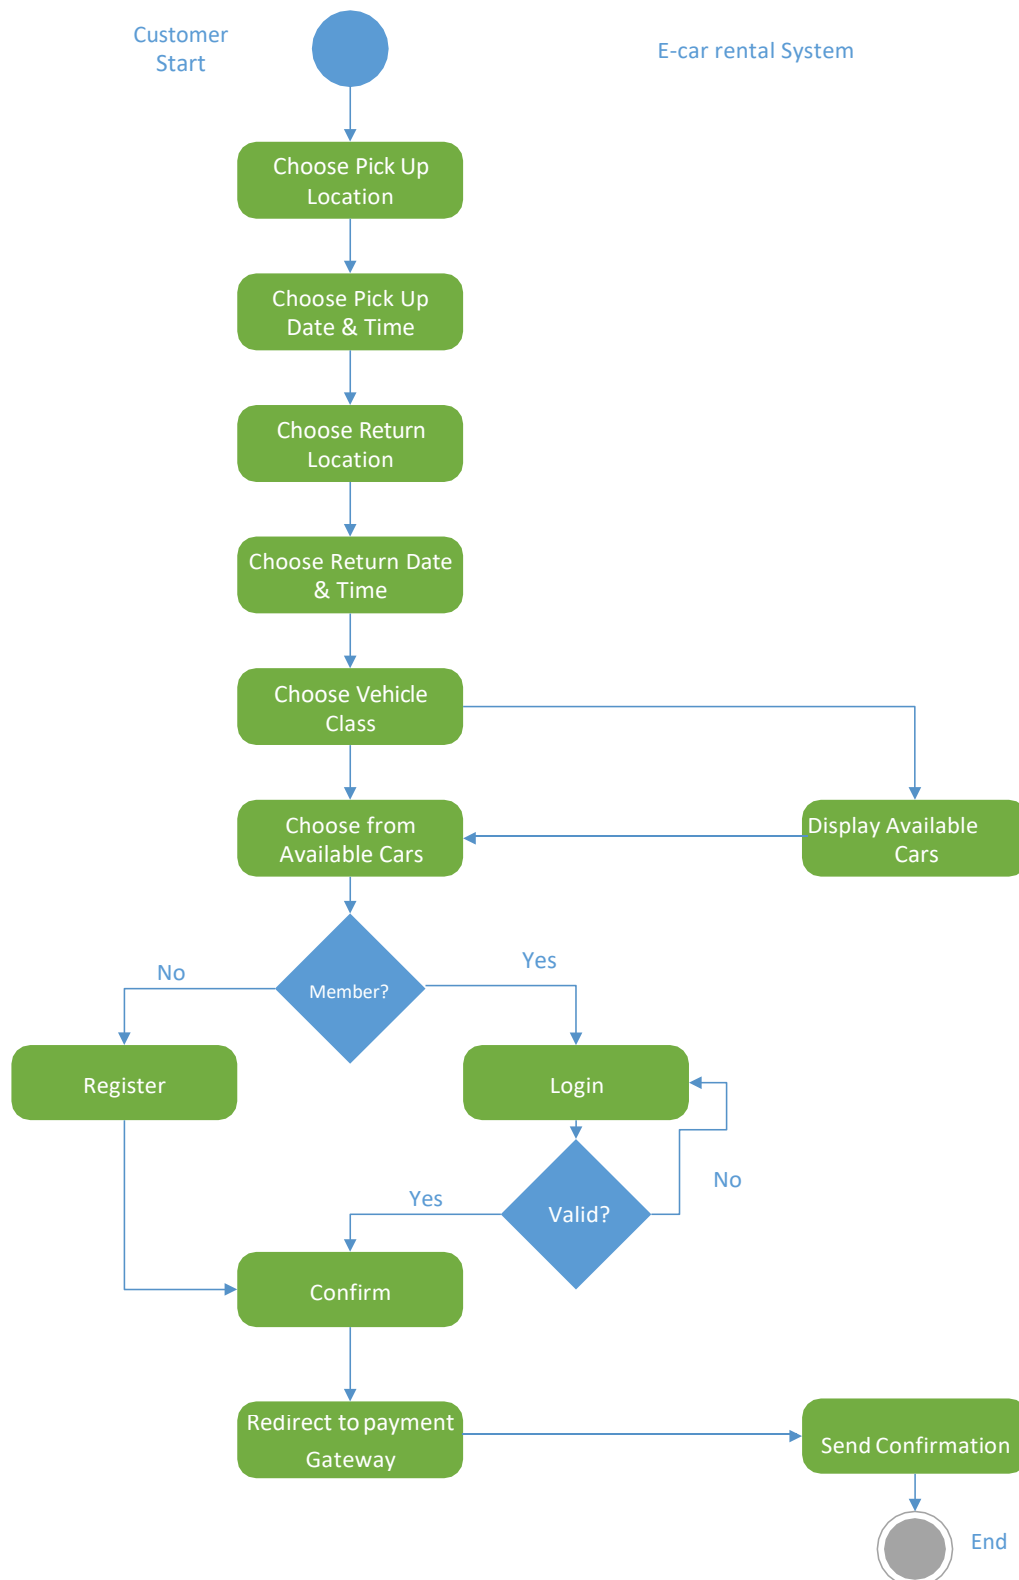 Customer
Start
E-car rental System
Choose Pick Up
Location
Choose Pick Up
Date & Time
Choose Return
Location
Choose Return Date
& Time
Choose Vehicle
Class
Choose from
Available Cars
Display Available
Cars
Member?
No
Yes
Register
Login
No
Yes
Valid?
Confirm
Redirect to payment
Gateway
Send Confirmation
End